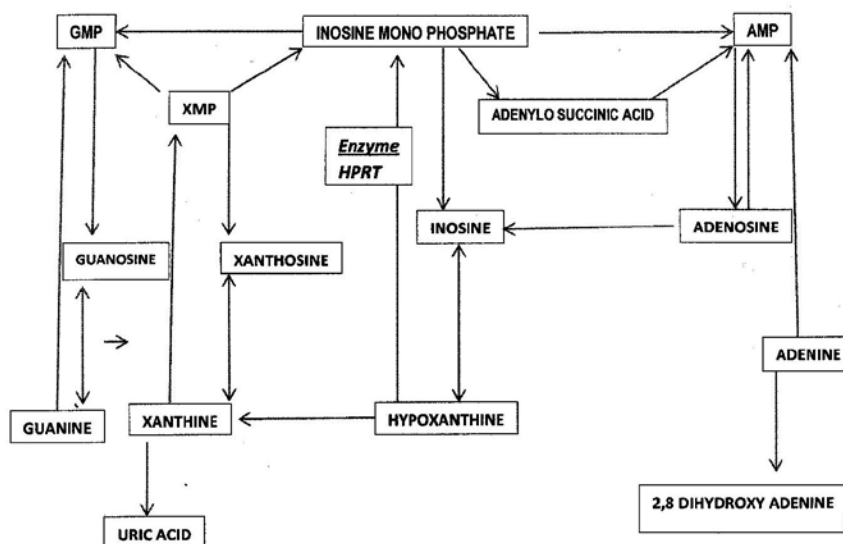 GMP
INOSINE MONO PHOSPHATE
AMP
XMP
ADENYLO SUCCINIC ACID
Enzyme
HPRT
GUANOSINE
XANTHOSINE
INOSINE
ADENOSINE
ADENINE
GUANINE
XANTHINE
HYPOXANTHINE
2,8 DIHYDROXY ADENINE
URIC ACID